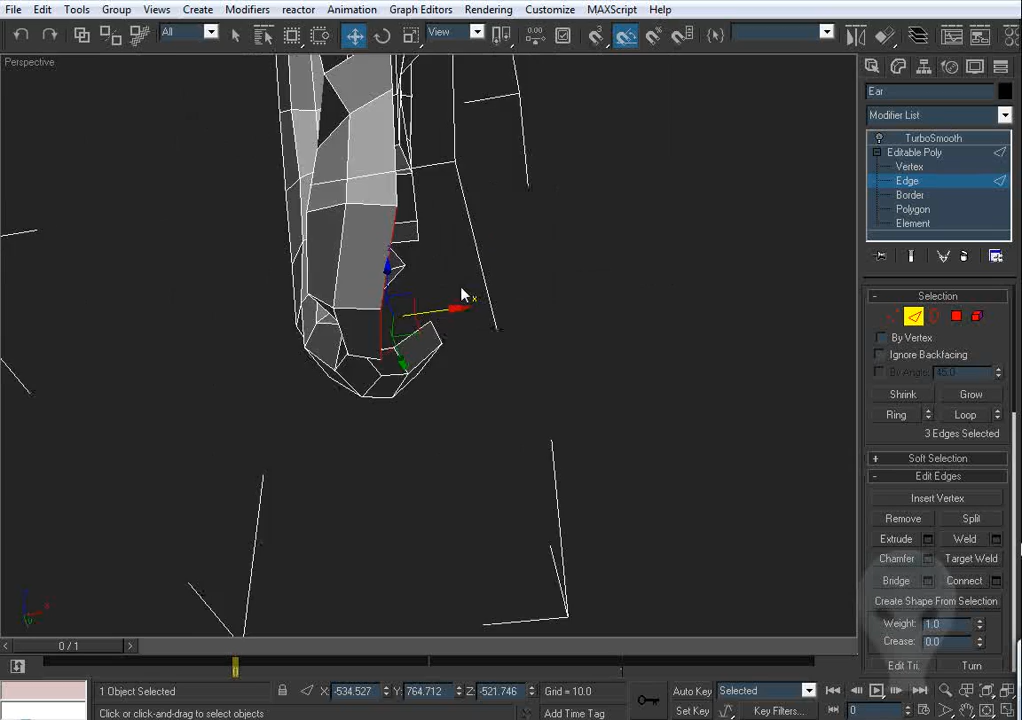 File Edit Tools Group Views Create Modifiers reactor Animation Graph Editors Rendering Customize MAXScript Help
All View
Perspective
Ear
Modifier List
TurboSmooth
Editable Poly
Vertex
Edge
Border
Polygon
Element
Selection
By Vertex
Ignore Backfacing
By Angle: 45.0
Shrink Grow
Ring Loop
3 Edges Selected
Soft Selection
Edit Edges
Insert Vertex
Remove Split
Extrude Weld
Chamfer Target Weld
Bridge Connect
Create Shape From Selection
Weight: 1.0
Crease: 0.0
Edit Tri. Turn
x
0 / 1
1 Object Selected X: -534.527 Y: 764.712 Z: -521.746 Grid = 10.0 Auto Key Selected
Click or click-and-drag to select objects Add Time Tag Set Key Key Filters... 0